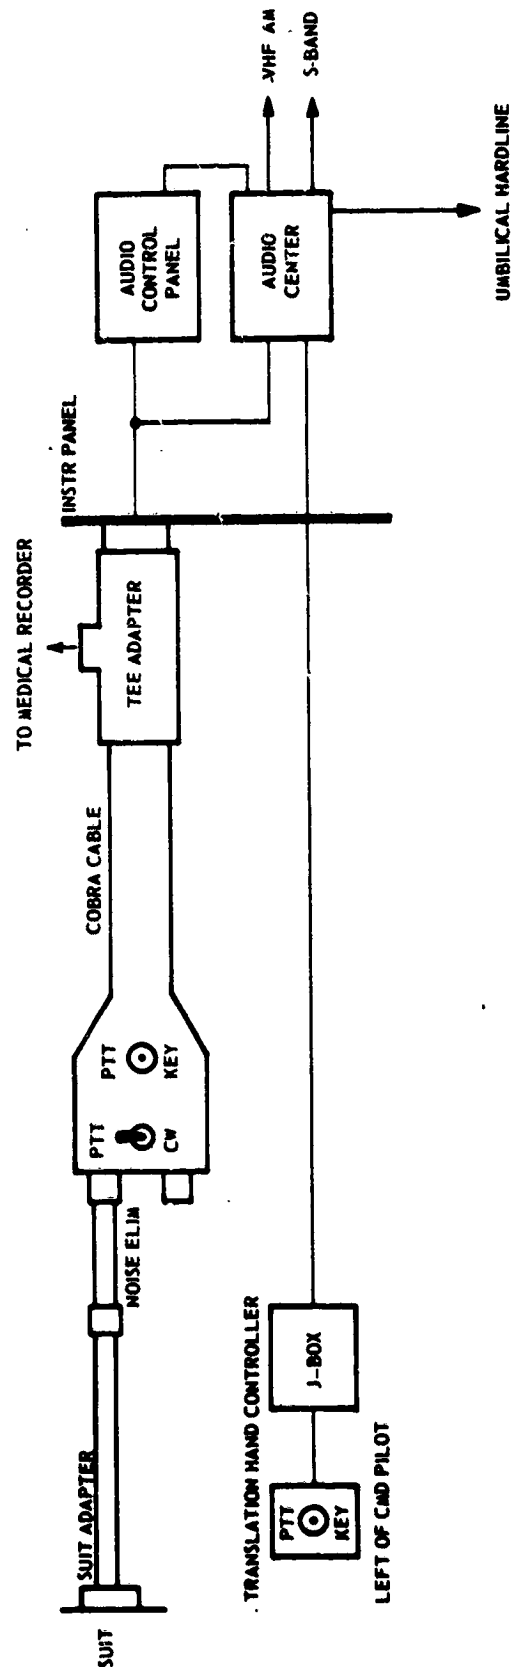 SUIT
SUIT ADAPTER
NOISE ELIM
PTT
CW
PTT
KEY
COBRA CABLE
TO MEDICAL RECORDER
TEE ADAPTER
INSTR PANEL
AUDIO
CONTROL
PANEL
AUDIO
CENTER
VHF AM
S-BAND
UMBILICAL HARDLINE
TRANSLATION HAND CONTROLLER
PTT
KEY
J-BOX
LEFT OF CMD PILOT